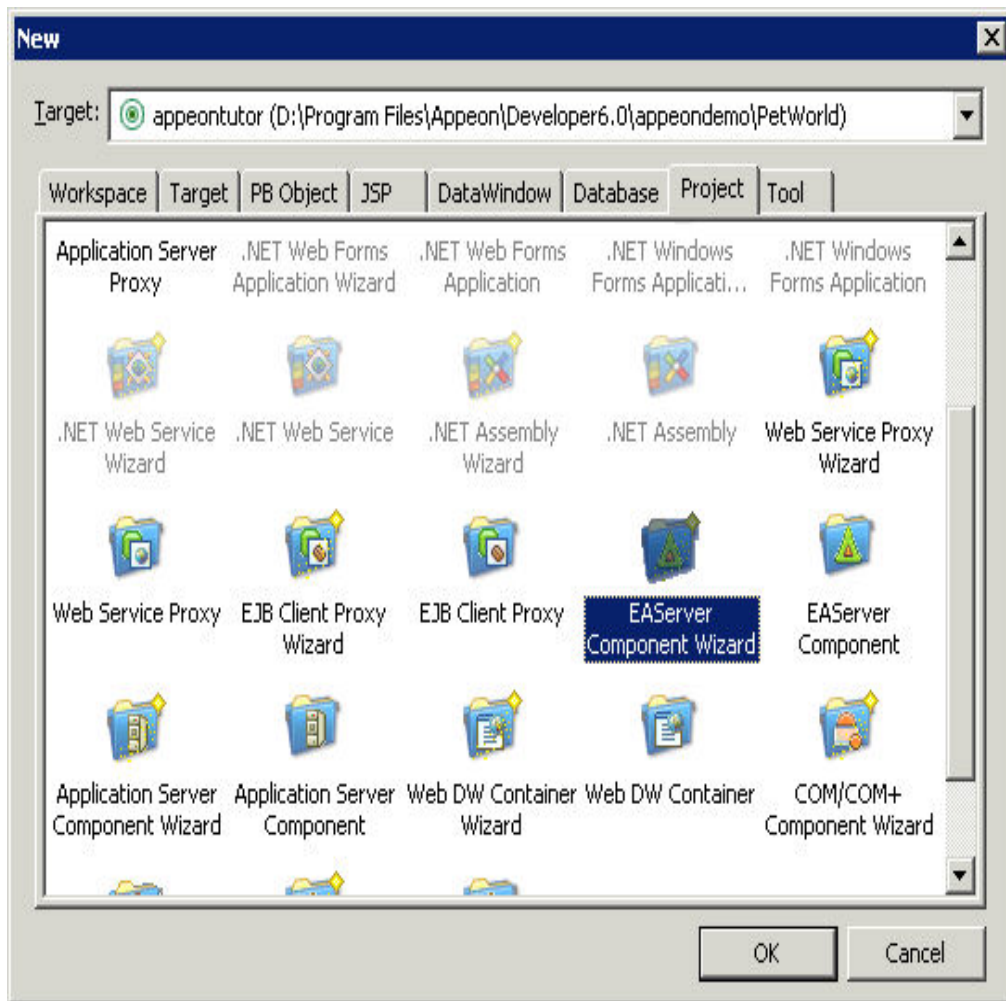 New
Target: appeontutor (D:\Program Files\Appeon\Developer6.0\appeondemo\PetWorld)
Workspace Target PB Object JSP DataWindow Database Project Tool
Application Server .NET Web Forms .NET Web Forms .NET Windows .NET Windows
Proxy Application Wizard Application Forms Applicati... Forms Application
.NET Web Service .NET Web Service .NET Assembly .NET Assembly Web Service Proxy
Wizard Wizard Wizard
Web Service Proxy EJB Client Proxy EJB Client Proxy EAServer EAServer
Wizard Component Wizard Component
Application Server Application Server Web DW Container Web DW Container COM/COM+
Component Wizard Component Wizard Component Wizard
OK Cancel